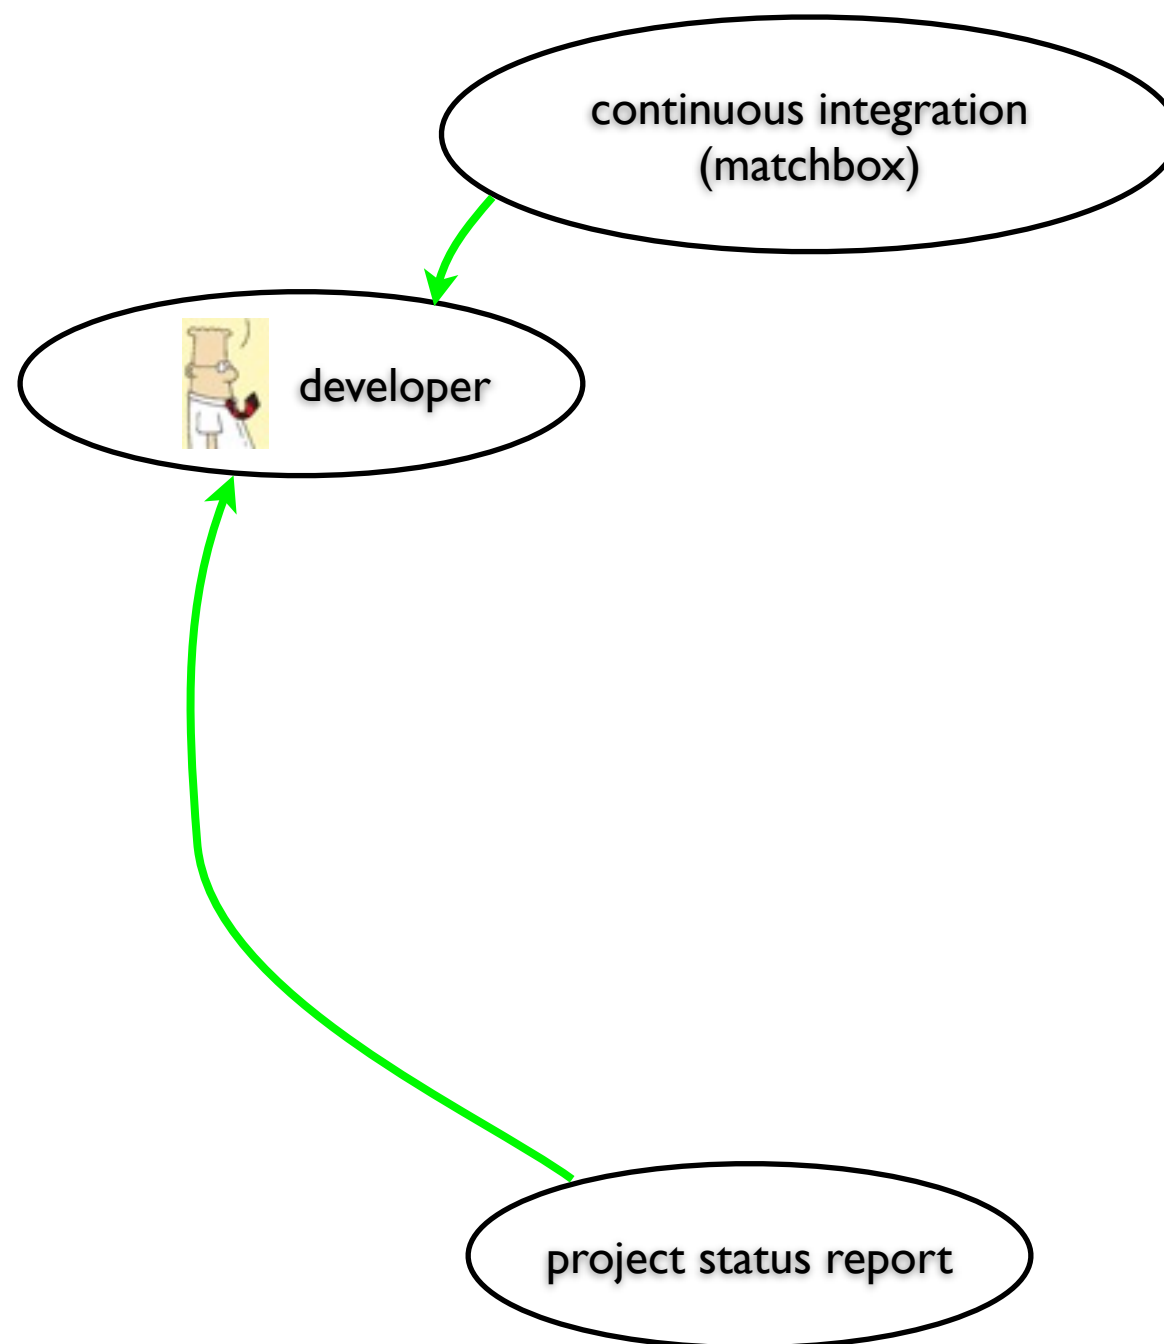 continuous integration
(matchbox)
developer
project status report